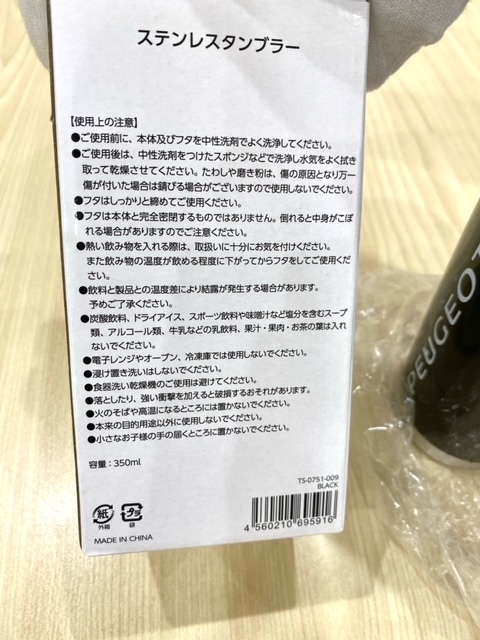 ステンレスタンブラー
【使用上の注意】
●ご使用前に、本体及びフタを中性洗剤でよく洗浄してください。
●ご使用後は、中性洗剤をつけたスポンジなどで洗浄し水気をよく拭き
取って乾燥させてください。たわしや磨き粉は、傷の原因となり万一
傷が付いた場合は錆びる場合がございますので使用しないでください。
●フタはしっかりと締めてご使用ください。
●フタは本体と完全密閉するものではありません。倒れると中身がこぼ
れる場合がありますのでご注意ください。
●熱い飲み物を入れる際は、取扱いに十分にお気を付けください。
また飲み物の温度が飲める程度に下がってからフタをしてご使用くだ
さい。
●飲料と製品との温度差により結露が発生する場合があります。
予めご了承ください。
●炭酸飲料、ドライアイス、スポーツ飲料や味噌汁など塩分を含むスープ
類、アルコール類、牛乳などの乳飲料、果汁・果肉・お茶の葉は入れ
ないでください。
●電子レンジやオーブン、冷凍庫では使用しないでください。
●浸け置き洗いはしないでください。
●食器洗い乾燥機のご使用は避けてください。
●落としたり、強い衝撃を加えると破損するおそれがあります。
●火のそばや高温になるところには置かないでください。
●本来の目的用途以外に使用しないでください。
●小さなお子様の手の届くところに置かないでください。
容量：350ml
TS-0751-009
BLACK
4 560210 695916
紙
外箱
プラ
袋
MADE IN CHINA
PEUGEOT